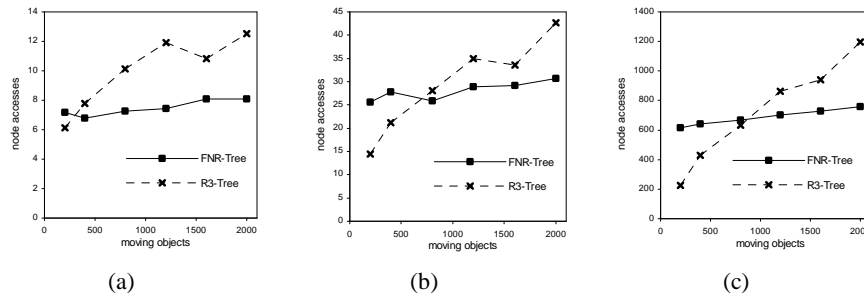 14
12
10
8
6
4
2
0
node accesses
FNR-Tree
R3-Tree
0 500 1000 1500 2000
moving objects
(a)
45
40
35
30
25
20
15
10
5
0
node accesses
FNR-Tree
R3-Tree
0 500 1000 1500 2000
moving objects
(b)
1400
1200
1000
800
600
400
200
0
node accesses
FNR-Tree
R3-Tree
0 500 1000 1500 2000
moving objects
(c)